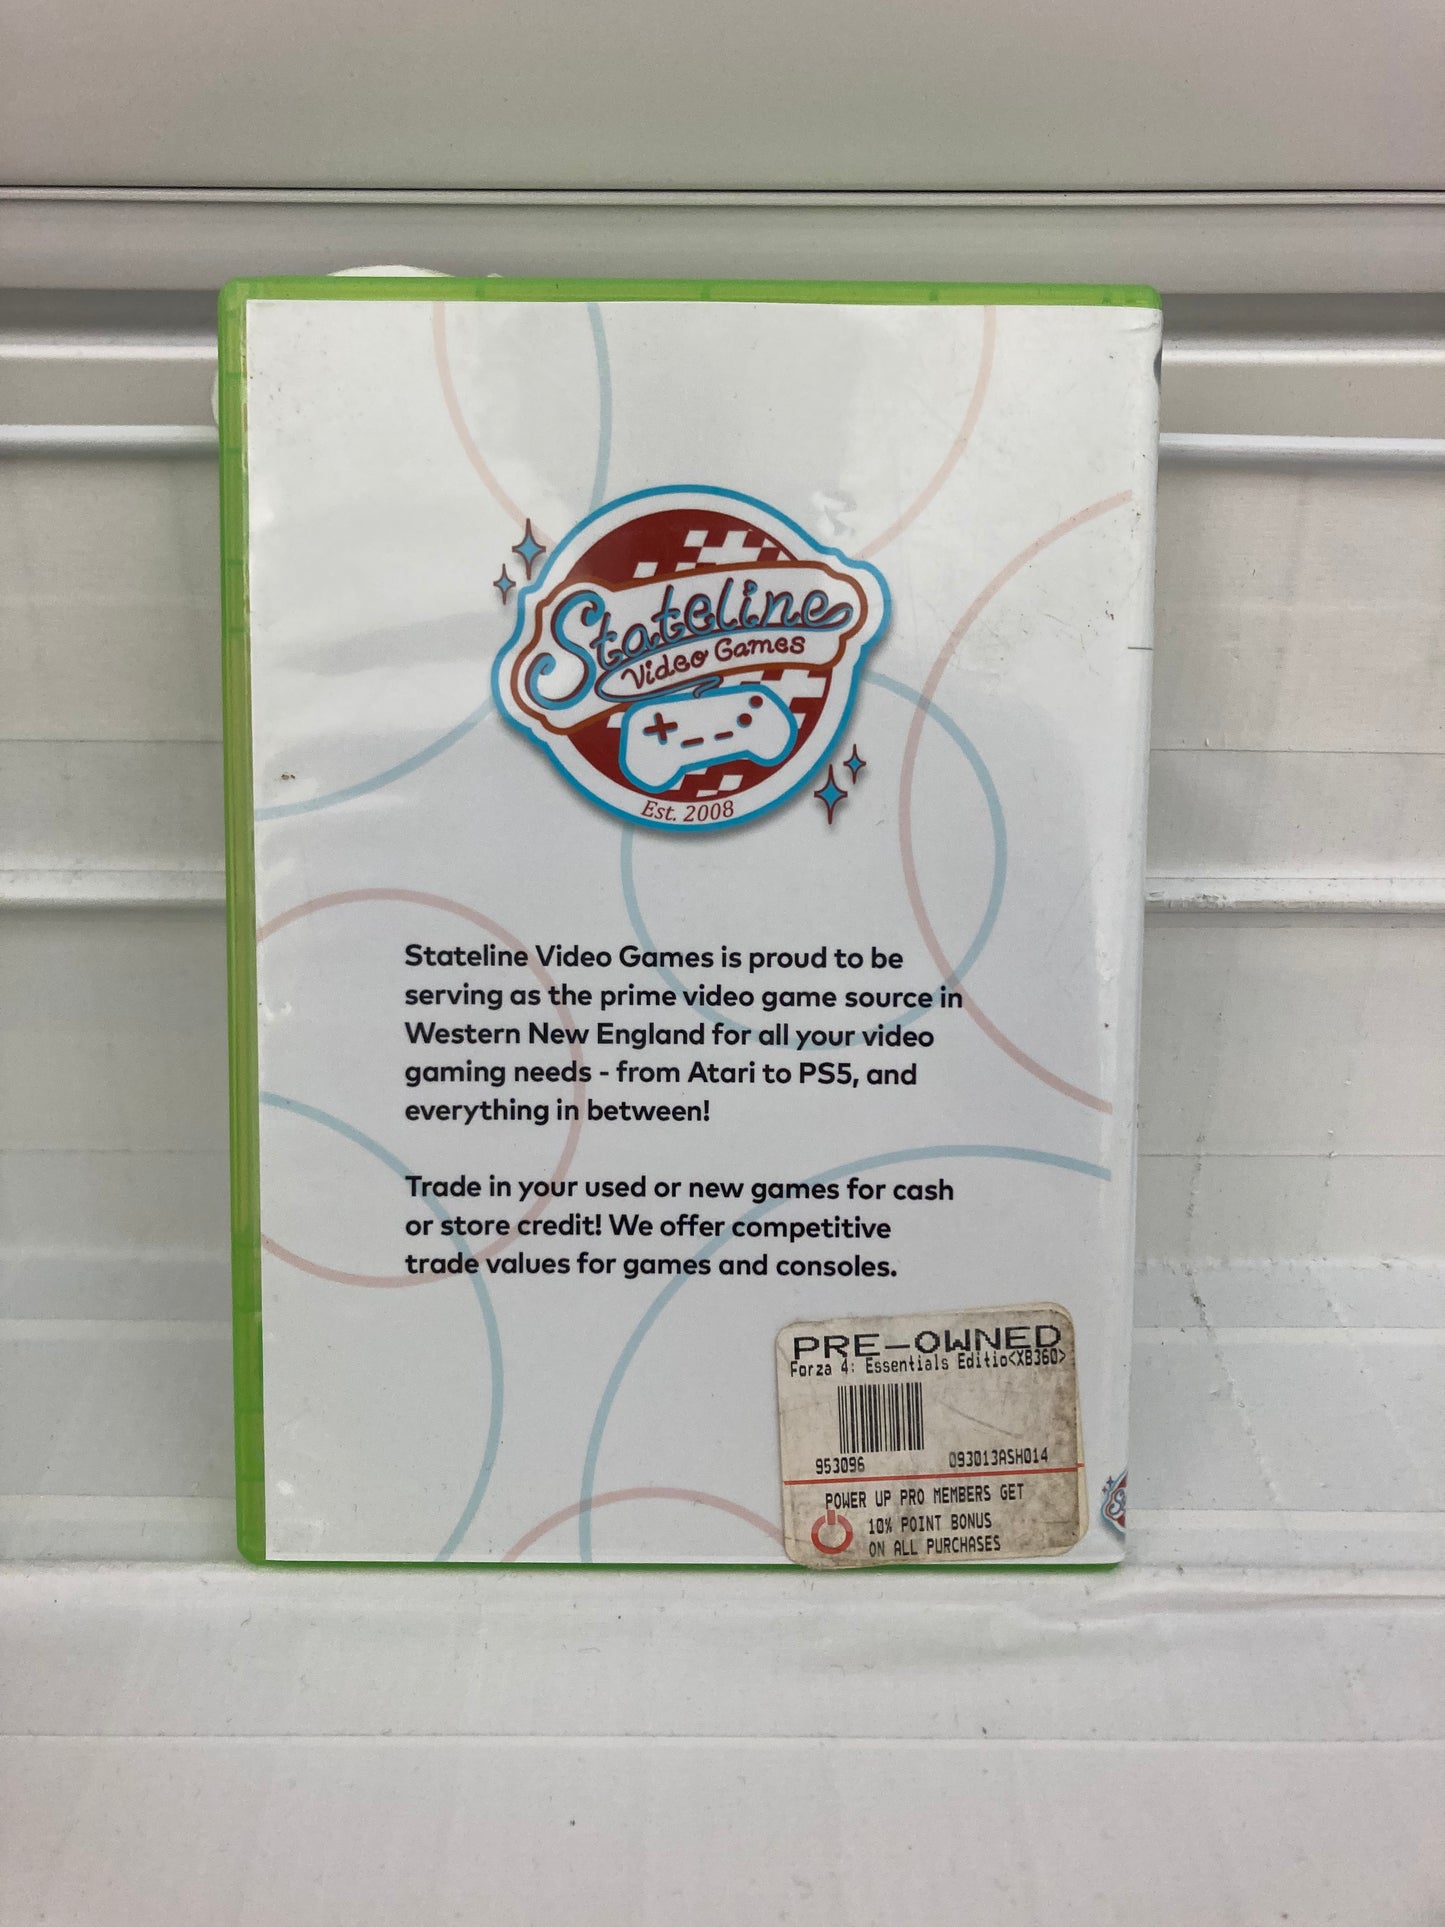 Stateline
Video Games
Est. 2008
Stateline Video Games is proud to be
serving as the prime video game source in
Western New England for all your video
gaming needs - from Atari to PS5, and
everything in between!
Trade in your used or new games for cash
or store credit! We offer competitive
trade values for games and consoles.
PRE-OWNED
Forza 4: Essentials Editio<XB360>
953096 093013ASH014
POWER UP PRO MEMBERS GET
10% POINT BONUS
ON ALL PURCHASES